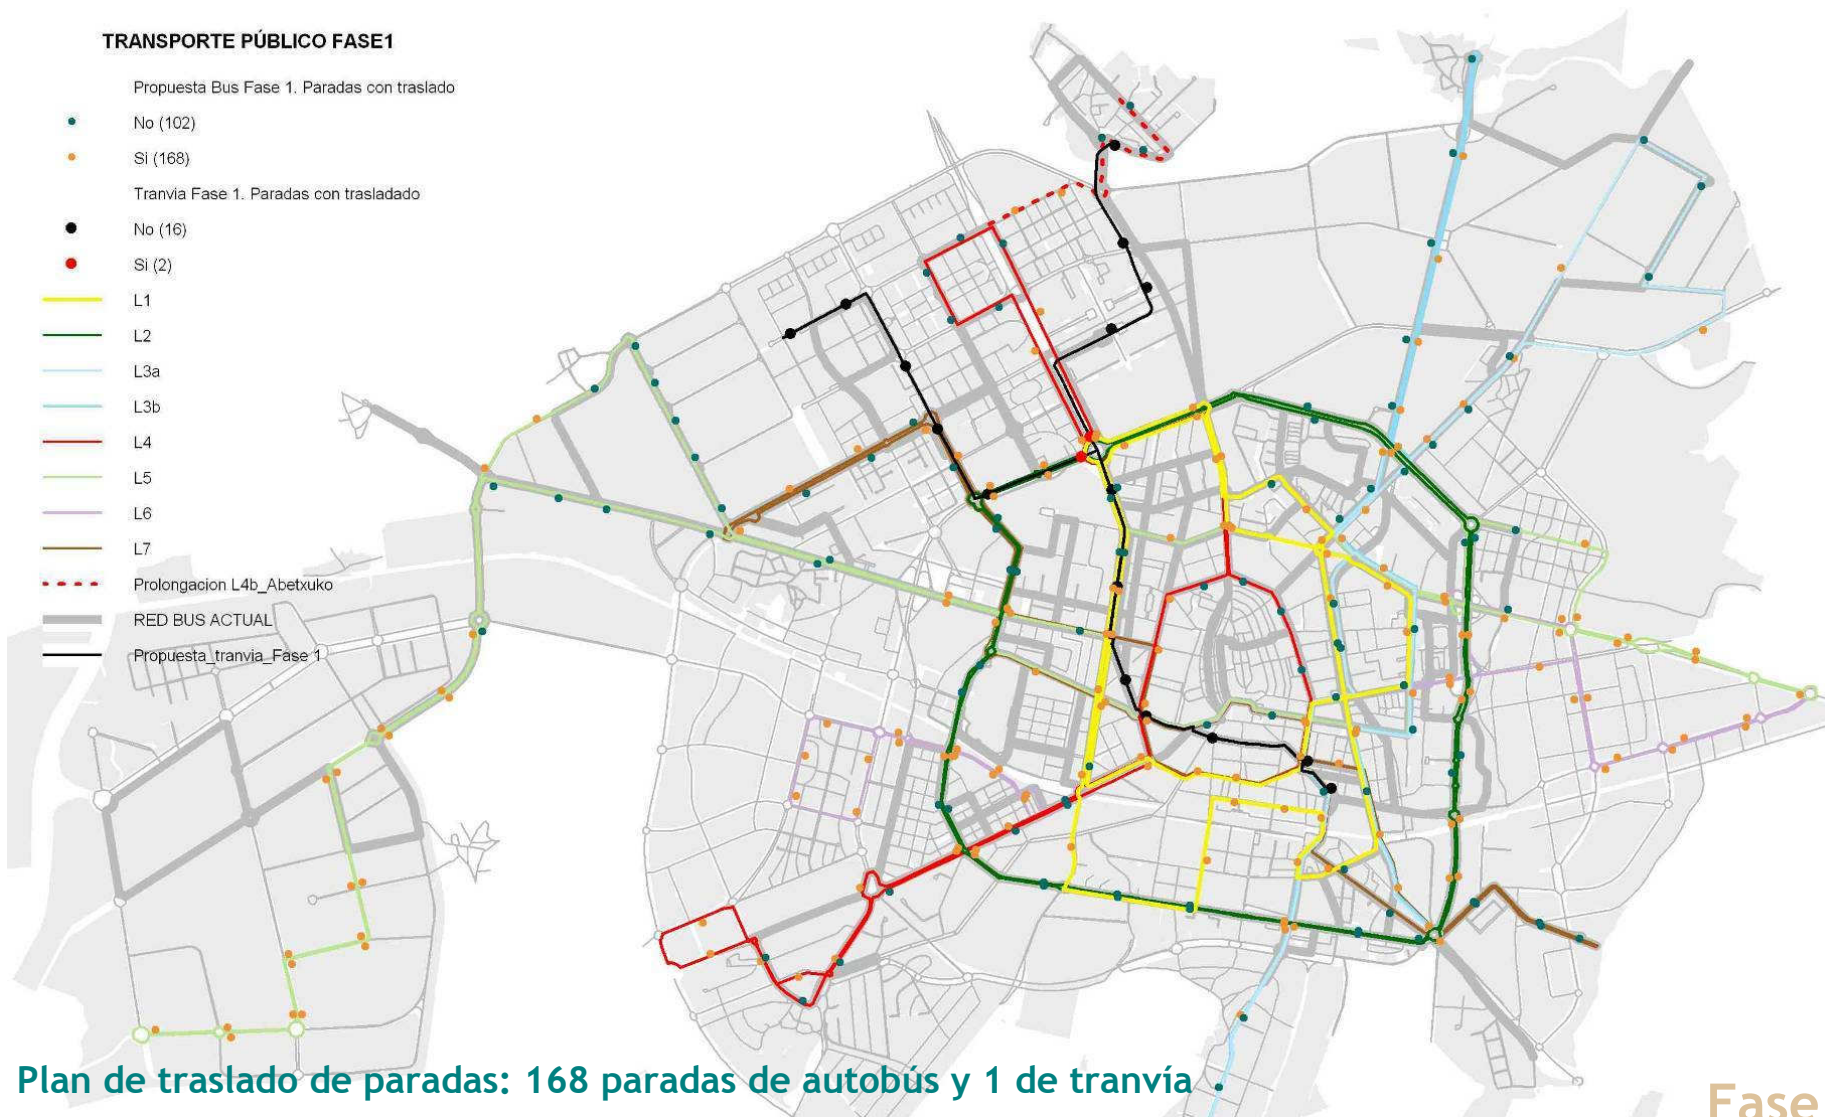 TRANSPORTE PÚBLICO FASE1
Propuesta Bus Fase 1. Paradas con traslado
No (102)
Si (168)
Tranvia Fase 1. Paradas con trasladado
No (16)
Si (2)
L1
L2
L3a
L3b
L4
L5
L6
L7
Prolongacion L4b_Abetxuko
RED BUS ACTUAL
Propuesta_tranvia_Fase 1
Plan de traslado de paradas: 168 paradas de autobús y 1 de tranvía
Fase